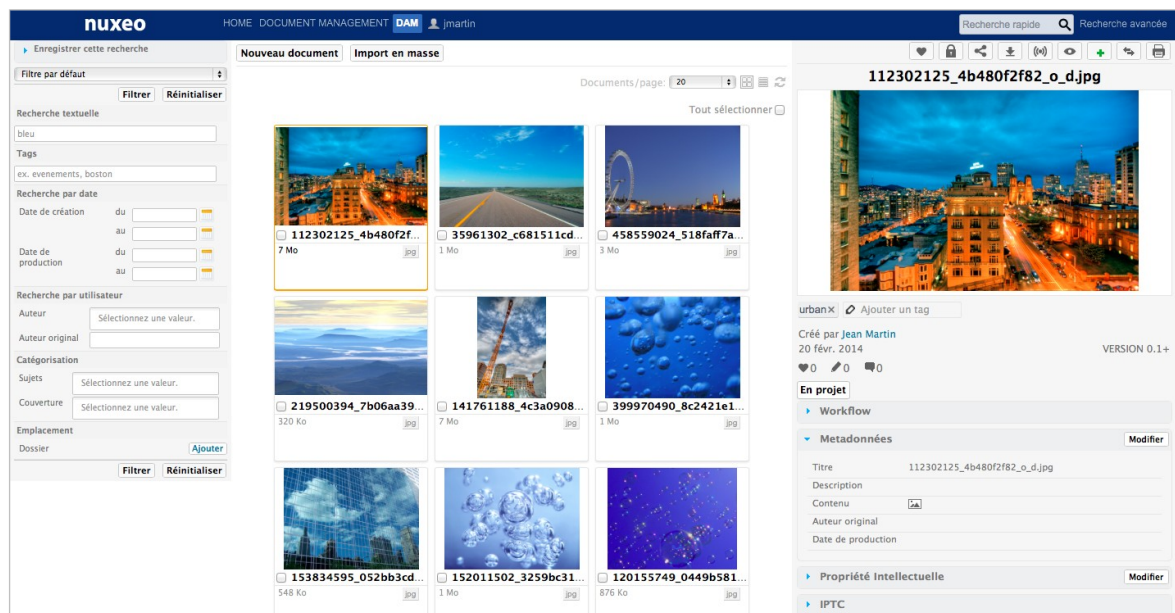 nuxeo
HOME DOCUMENT MANAGEMENT DAM jmartin
Recherche rapide
Recherche avancée
Enregistrer cette recherche
Filtre par défaut
Filtrer Réinitialiser
Recherche textuelle
bleu
Tags
ex. evenements, boston
Recherche par date
Date de création du
au
Date de production du
au
Recherche par utilisateur
Auteur Sélectionnez une valeur.
Auteur original
Catégorisation
Sujets Sélectionnez une valeur.
Couverture Sélectionnez une valeur.
Emplacement
Dossier Ajouter
Filtrer Réinitialiser
Nouveau document Import en masse
Documents/page: 20
Tout sélectionner
112302125_4b480f2f...
7 Mo jpg
35961302_c681511cd...
1 Mo jpg
458559024_518faff7a...
3 Mo jpg
219500394_7b06aa39...
320 Ko jpg
141761188_4c3a0908...
7 Mo jpg
399970490_8c2421e1...
1 Mo jpg
153834595_052bb3cd...
548 Ko jpg
152011502_3259bc31...
1 Mo jpg
120155749_0449b581...
876 Ko jpg
112302125_4b480f2f82_o_d.jpg
urban× Ajouter un tag
Créé par Jean Martin
20 févr. 2014 VERSION 0.1+
0 0 0
En projet
Workflow
Metadonnées Modifier
Titre 112302125_4b480f2f82_o_d.jpg
Description
Contenu
Auteur original
Date de production
Propriété Intellectuelle Modifier
IPTC